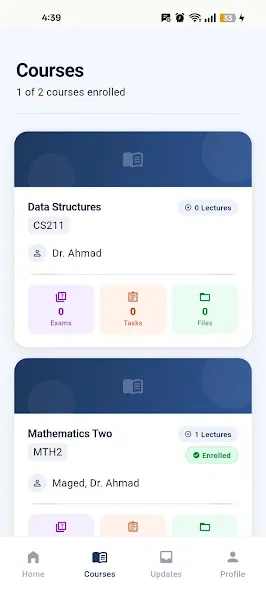 4:39
33
Courses
1 of 2 courses enrolled
Data Structures
0 Lectures
CS211
Dr. Ahmad
0
0
0
Exams
Tasks
Files
Mathematics Two
1 Lectures
MTH2
Enrolled
Maged, Dr. Ahmad
Home
Courses
Updates
Profile